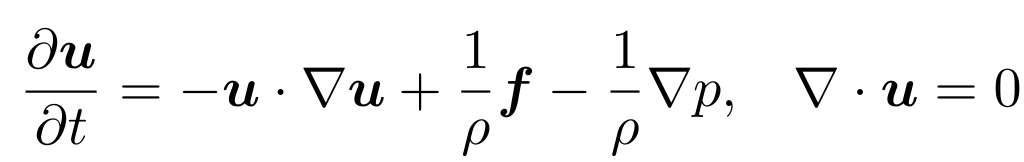 ∂𝒖/∂t = −𝒖 · ∇𝒖 + 1/ρ 𝒇 − 1/ρ ∇p, ∇ · 𝒖 = 0